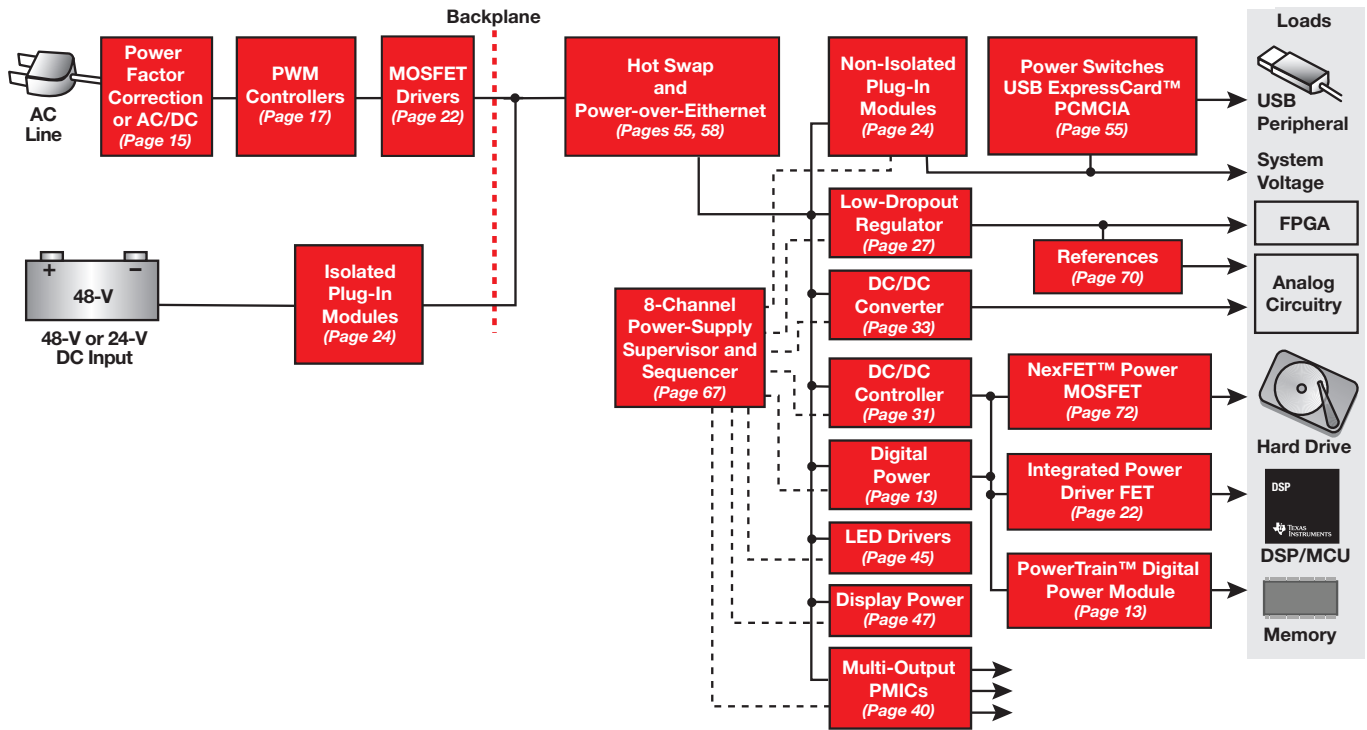 Backplane
Loads
AC
Line
Power
Factor
Correction
or AC/DC
(Page 15)
PWM
Controllers
(Page 17)
MOSFET
Drivers
(Page 22)
Hot Swap
and
Power-over-Eithernet
(Pages 55, 58)
Non-Isolated
Plug-In
Modules
(Page 24)
Power Switches
USB ExpressCard™
PCMCIA
(Page 55)
USB
Peripheral
System
Voltage
Low-Dropout
Regulator
(Page 27)
References
(Page 70)
FPGA
Analog
Circuitry
+ –
48-V
48-V or 24-V
DC Input
Isolated
Plug-In
Modules
(Page 24)
8-Channel
Power-Supply
Supervisor and
Sequencer
(Page 67)
DC/DC
Converter
(Page 33)
DC/DC
Controller
(Page 31)
NexFET™ Power
MOSFET
(Page 72)
Hard Drive
Digital
Power
(Page 13)
Integrated Power
Driver FET
(Page 22)
DSP
TEXAS
INSTRUMENTS
DSP/MCU
LED Drivers
(Page 45)
PowerTrain™ Digital
Power Module
(Page 13)
Display Power
(Page 47)
Memory
Multi-Output
PMICs
(Page 40)